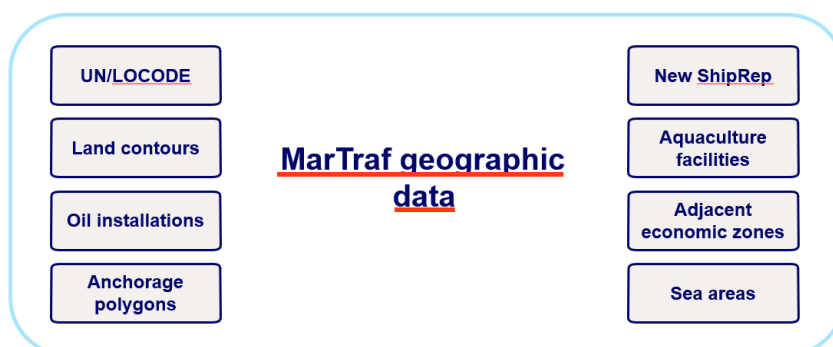 UN/LOCODE
Land contours
Oil installations
Anchorage
polygons
MarTraf geographic
data
New ShipRep
Aquaculture
facilities
Adjacent
economic zones
Sea areas